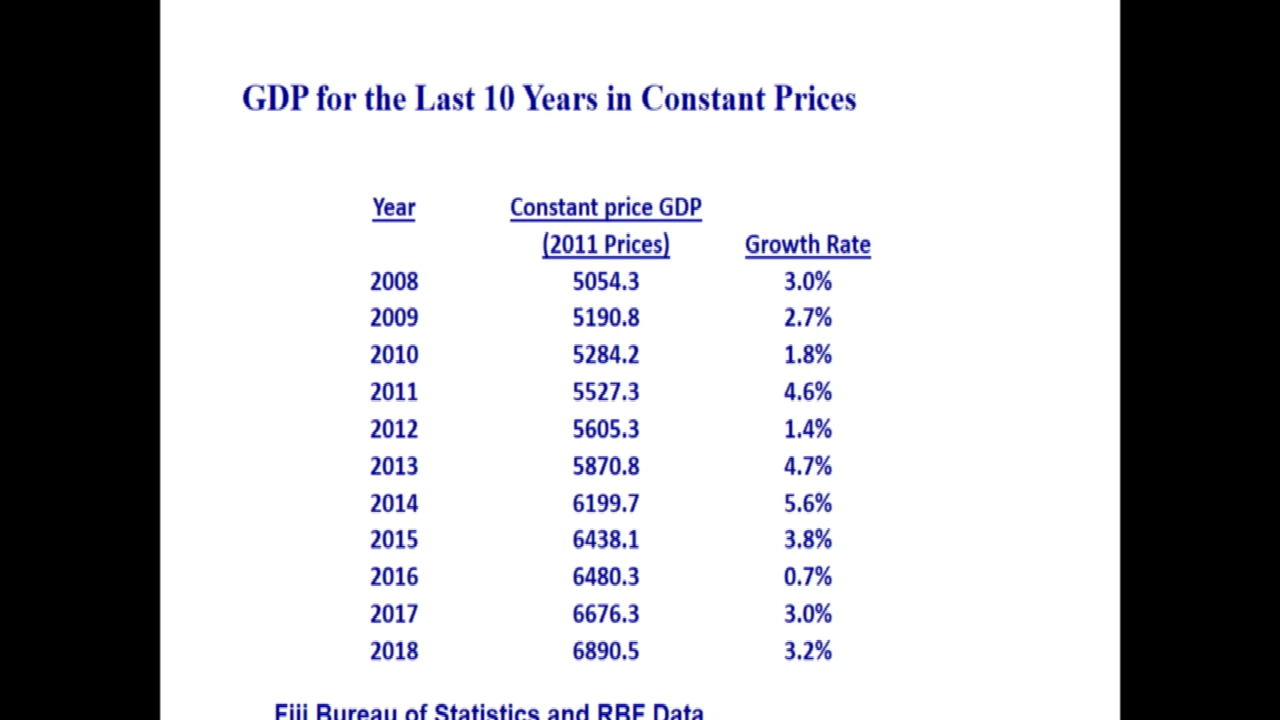 GDP for the Last 10 Years in Constant Prices
Year Constant price GDP
(2011 Prices) Growth Rate
2008 5054.3 3.0%
2009 5190.8 2.7%
2010 5284.2 1.8%
2011 5527.3 4.6%
2012 5605.3 1.4%
2013 5870.8 4.7%
2014 6199.7 5.6%
2015 6438.1 3.8%
2016 6480.3 0.7%
2017 6676.3 3.0%
2018 6890.5 3.2%
Fiji Bureau of Statistics and RBF Data